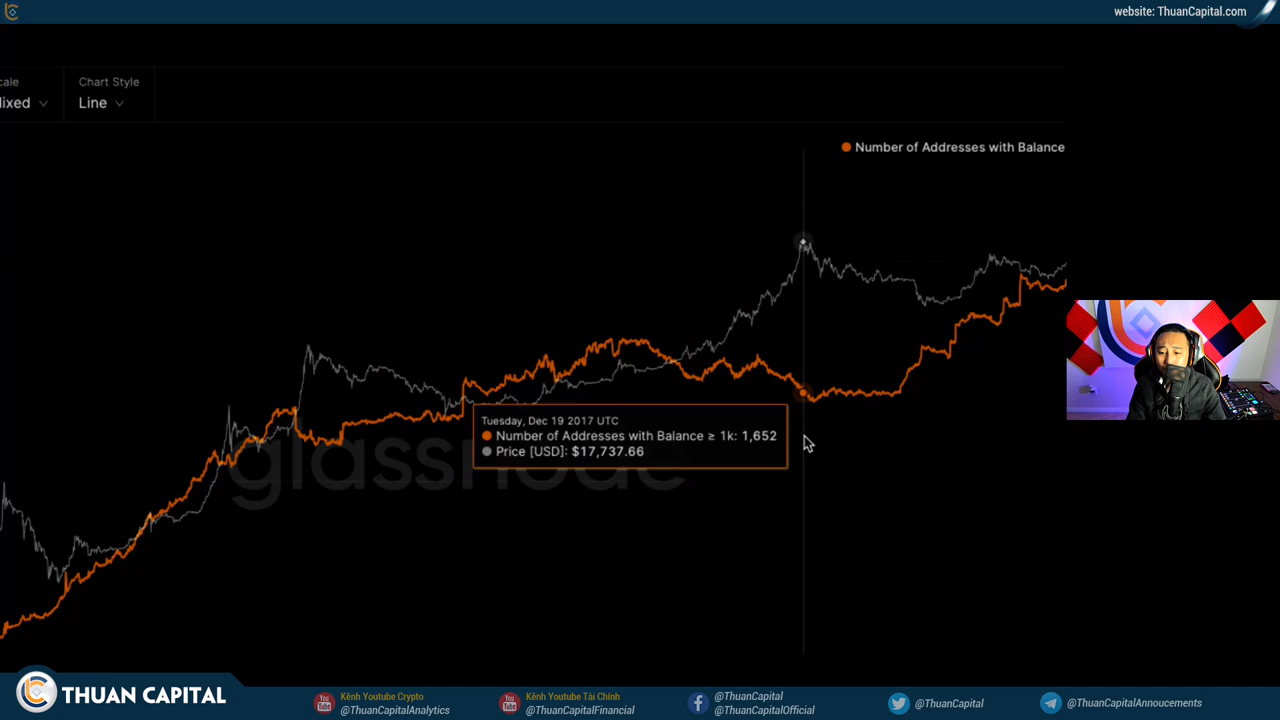 website: ThuanCapital.com
cale
Chart Style
lixed
Line
Number of Addresses with Balance
Tuesday, Dec 19 2017 UTC
Number of Addresses with Balance ≥ 1k: 1,652
Price [USD]: $17,737.66
glassnode
THUAN CAPITAL
Kênh Youtube Crypto
@ThuanCapitalAnalytics
Kênh Youtube Tài Chính
@ThuanCapitalFinancial
@ThuanCapital
@ThuanCapitalOfficial
@ThuanCapital
@ThuanCapitalAnnoucements